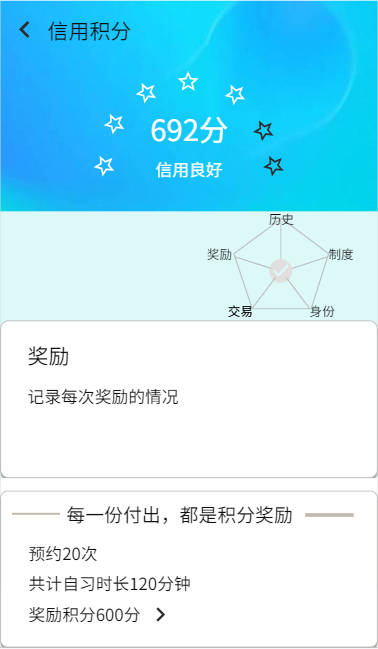 信用积分
692分
信用良好
历史
奖励
制度
交易
身份
奖励
记录每次奖励的情况
每一份付出，都是积分奖励
预约20次
共计自习时长120分钟
奖励积分600分